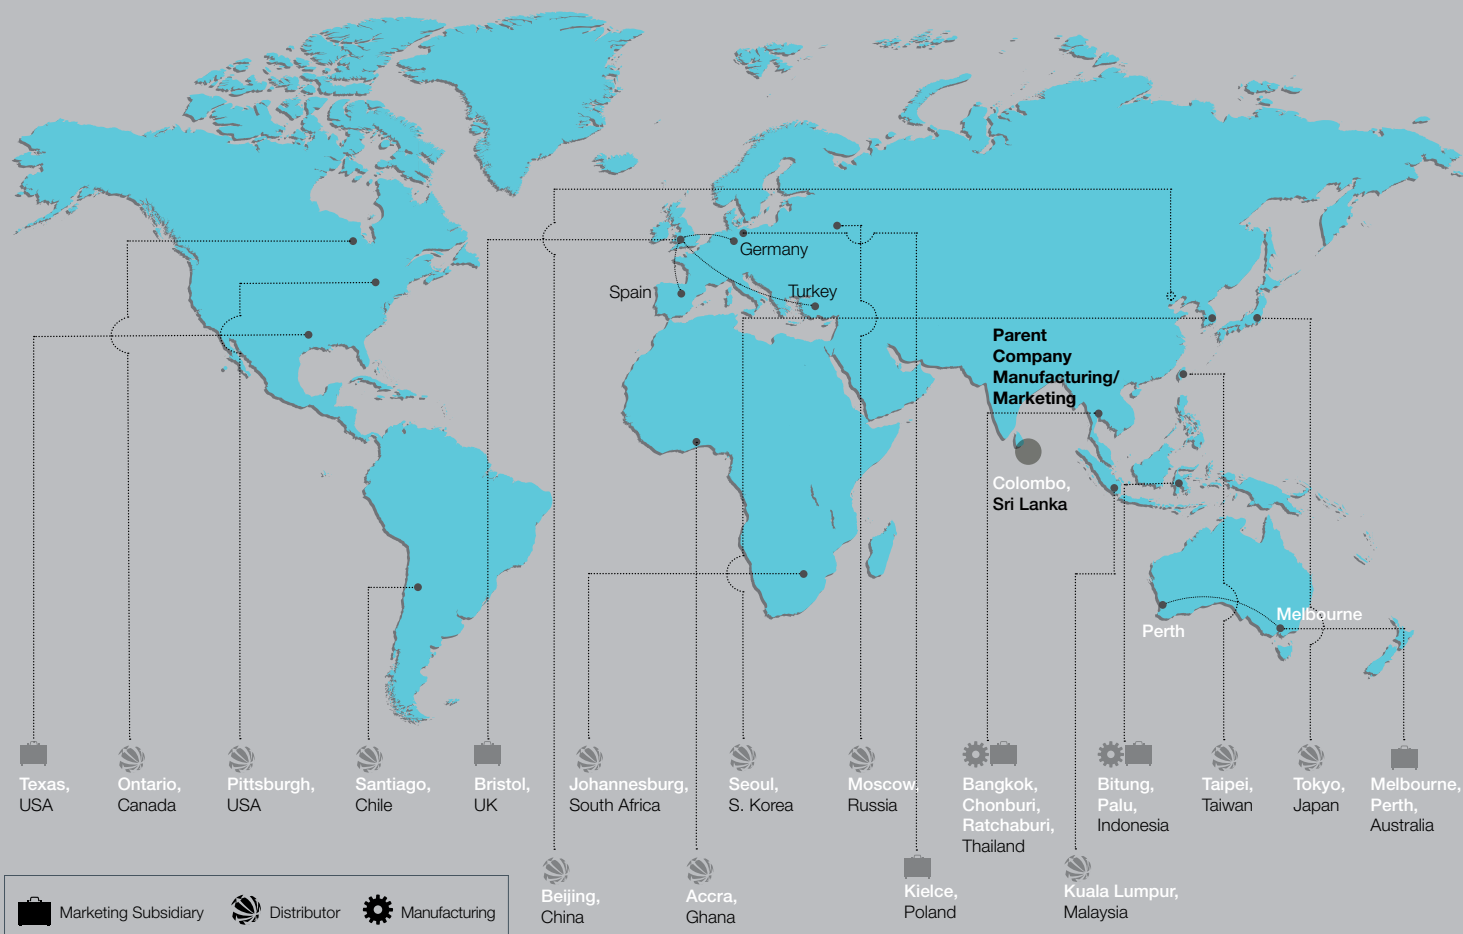 Germany
Spain
Turkey
Parent
Company
Manufacturing/
Marketing
Colombo,
Sri Lanka
Melbourne
Perth
Texas,
USA
Ontario,
Canada
Pittsburgh,
USA
Santiago,
Chile
Bristol,
UK
Johannesburg,
South Africa
Seoul,
S. Korea
Moscow,
Russia
Bangkok,
Chonburi,
Ratchaburi,
Thailand
Bitung,
Palu,
Indonesia
Taipei,
Taiwan
Tokyo,
Japan
Melbourne,
Perth,
Australia
Beijing,
China
Accra,
Ghana
Kielce,
Poland
Kuala Lumpur,
Malaysia
Marketing Subsidiary
Distributor
Manufacturing